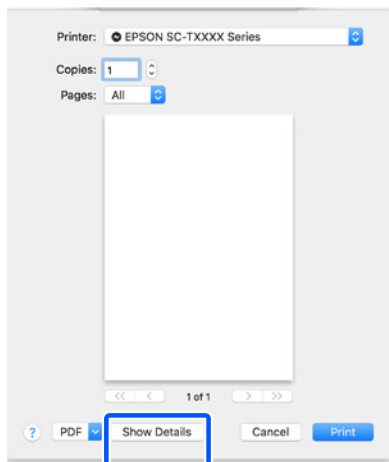 Printer: EPSON SC-TXXXX Series
Copies: 1
Pages: All
<< < 1 of 1 > >>
? PDF Show Details Cancel Print